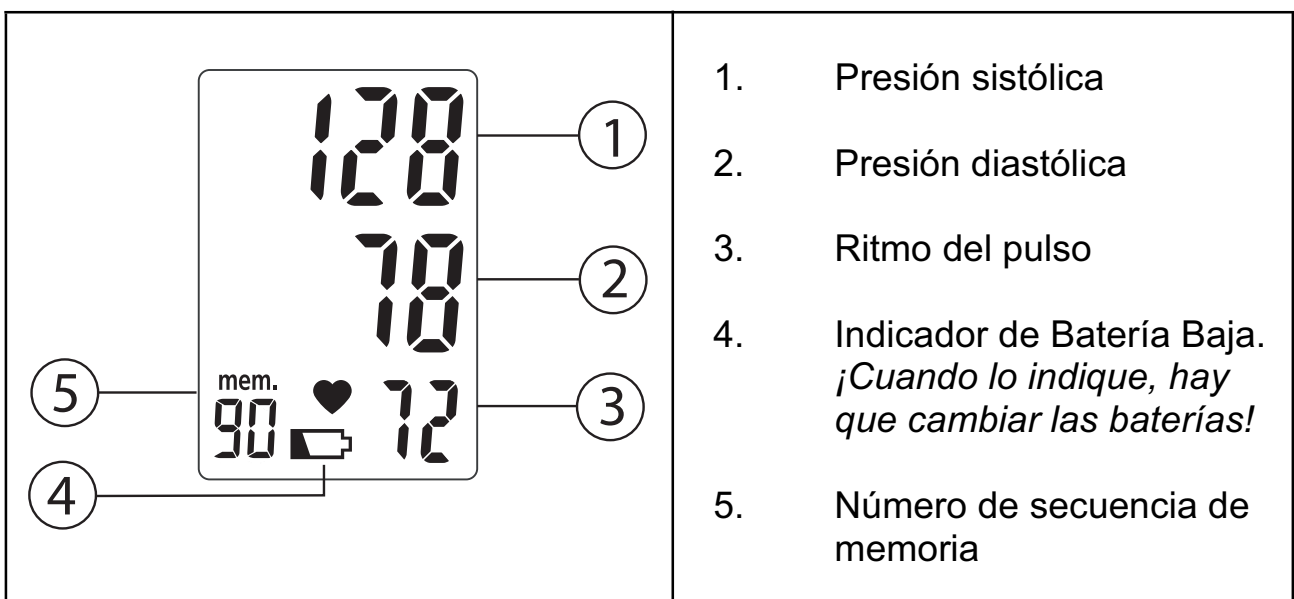 128
1
78
2
mem.
90
72
3
5
4
1. Presión sistólica
2. Presión diastólica
3. Ritmo del pulso
4. Indicador de Batería Baja.
¡Cuando lo indique, hay
que cambiar las baterías!
5. Número de secuencia de
memoria